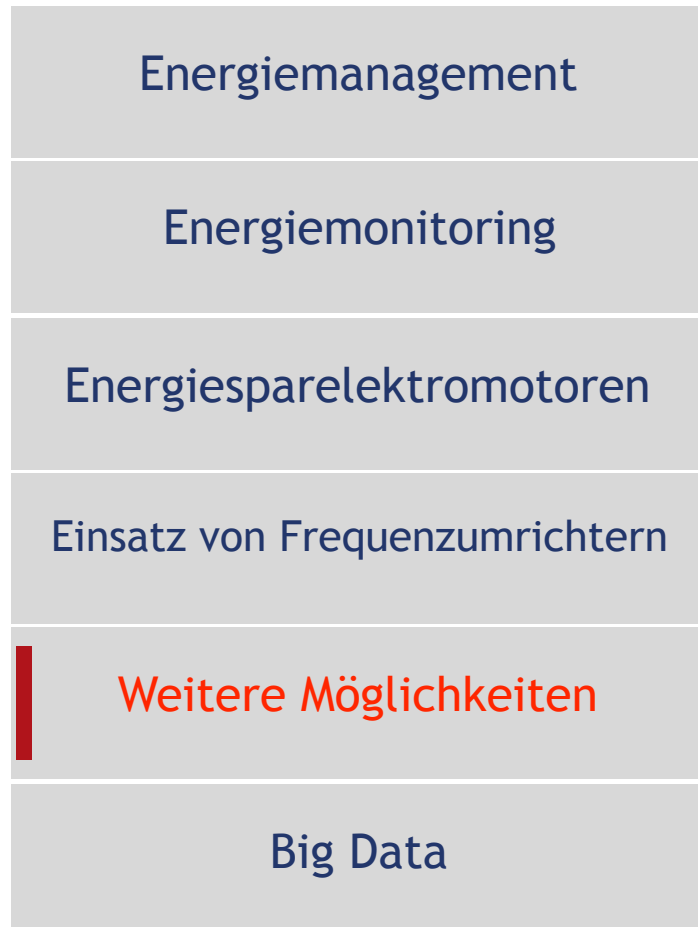 Energiemanagement
Energiemonitoring
Energiesparelektromotoren
Einsatz von Frequenzumrichtern
Weitere Möglichkeiten
Big Data